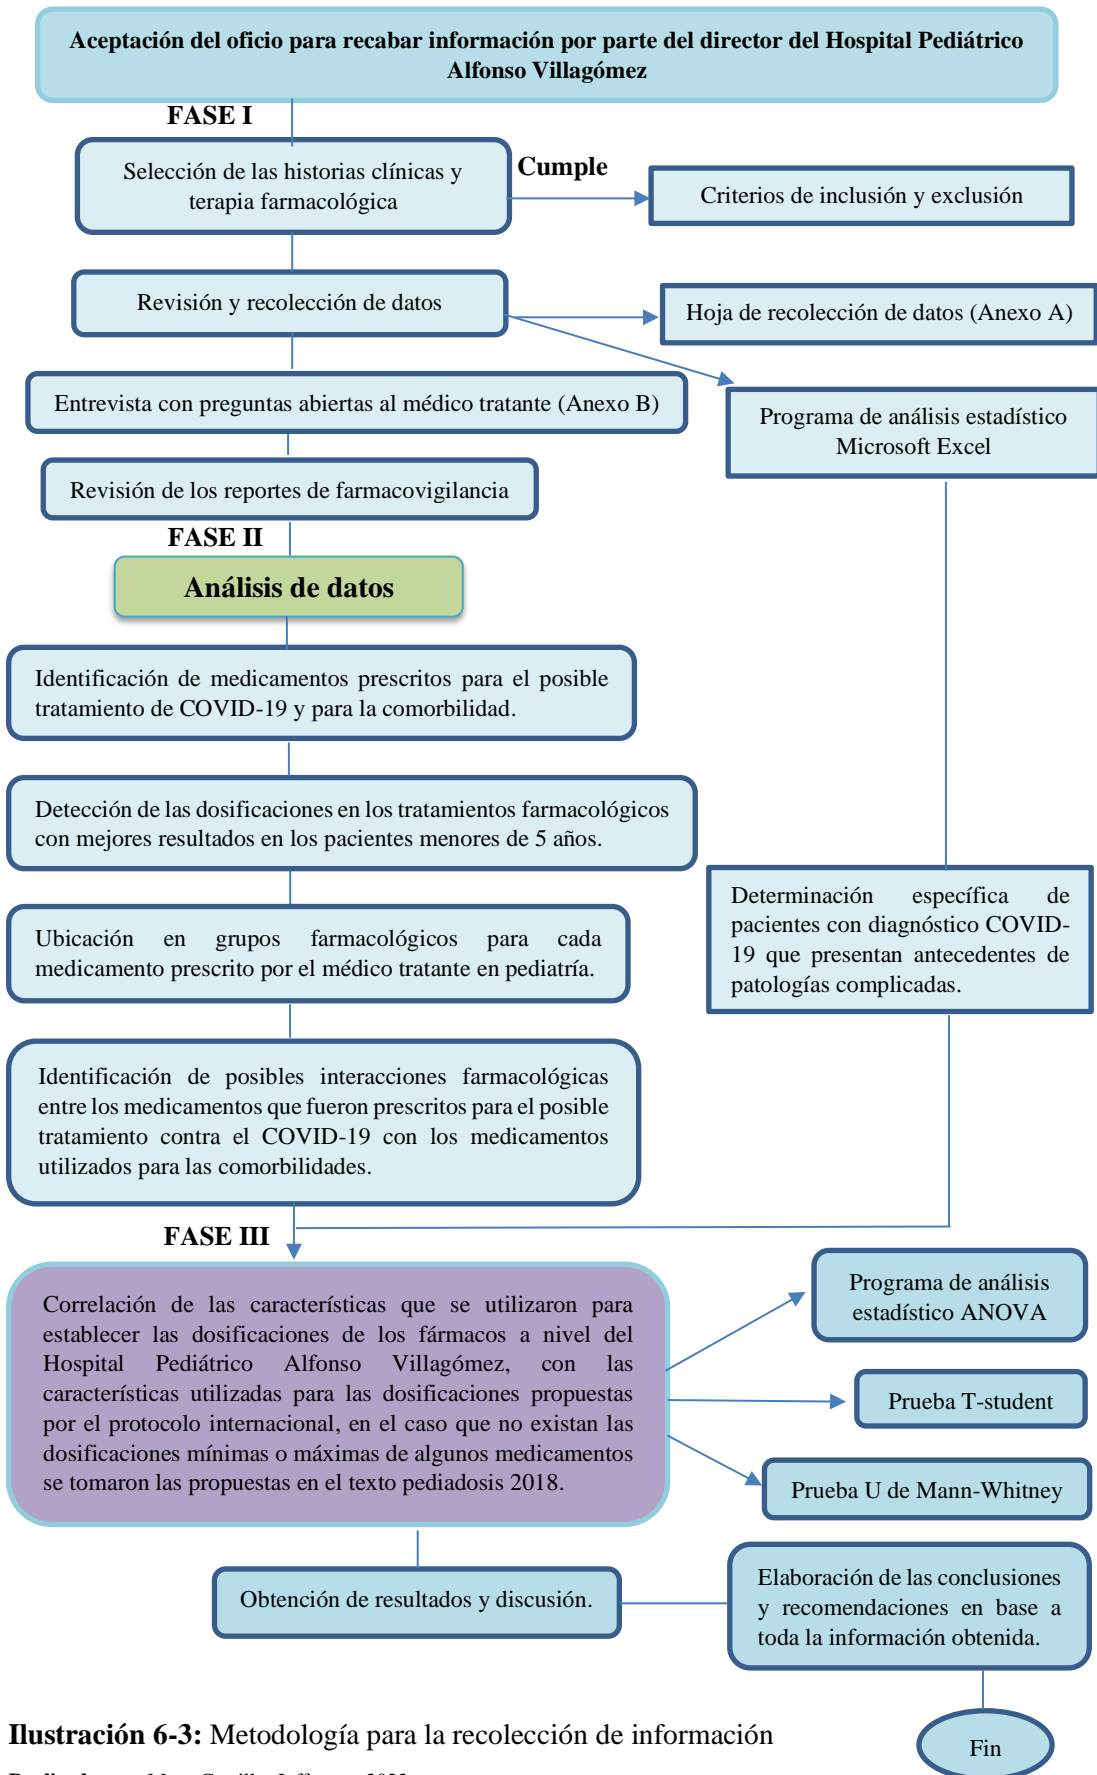 Aceptación del oficio para recabar información por parte del director del Hospital Pediátrico
Alfonso Villagómez
FASE I
Selección de las historias clínicas y
terapia farmacológica
Cumple
Criterios de inclusión y exclusión
Revisión y recolección de datos
Hoja de recolección de datos (Anexo A)
Entrevista con preguntas abiertas al médico tratante (Anexo B)
Programa de análisis estadístico
Microsoft Excel
Revisión de los reportes de farmacovigilancia
FASE II
Análisis de datos
Identificación de medicamentos prescritos para el posible
tratamiento de COVID-19 y para la comorbilidad.
Detección de las dosificaciones en los tratamientos farmacológicos
con mejores resultados en los pacientes menores de 5 años.
Ubicación en grupos farmacológicos para cada
medicamento prescrito por el médico tratante en pediatría.
Determinación específica de
pacientes con diagnóstico COVID-
19 que presentan antecedentes de
patologías complicadas.
Identificación de posibles interacciones farmacológicas
entre los medicamentos que fueron prescritos para el posible
tratamiento contra el COVID-19 con los medicamentos
utilizados para las comorbilidades.
FASE III
Correlación de las características que se utilizaron para
establecer las dosificaciones de los fármacos a nivel del
Hospital Pediátrico Alfonso Villagómez, con las
características utilizadas para las dosificaciones propuestas
por el protocolo internacional, en el caso que no existan las
dosificaciones mínimas o máximas de algunos medicamentos
se tomaron las propuestas en el texto pediadosis 2018.
Programa de análisis
estadístico ANOVA
Prueba T-student
Prueba U de Mann-Whitney
Obtención de resultados y discusión.
Elaboración de las conclusiones
y recomendaciones en base a
toda la información obtenida.
Fin
Ilustración 6-3: Metodología para la recolección de información